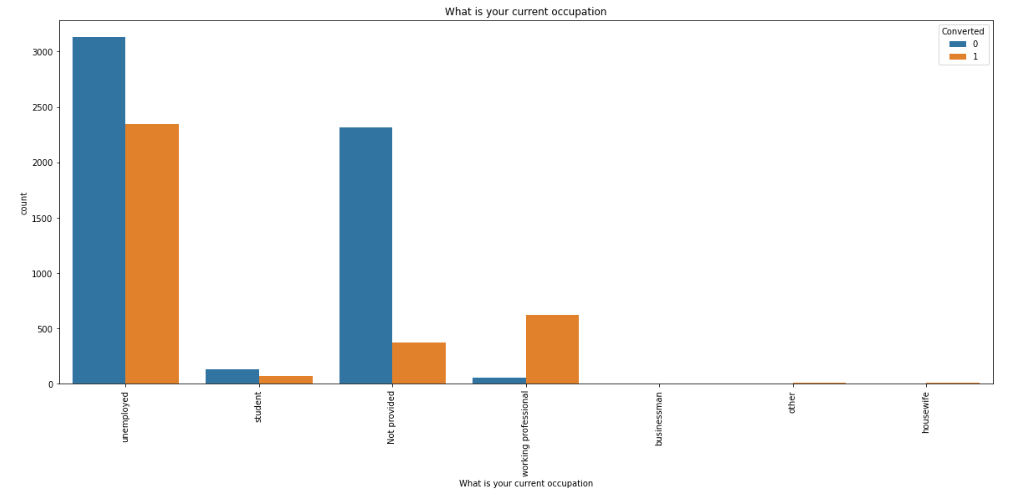 What is your current occupation
Converted
0
1
3000
2500
2000
1500
1000
500
0
count
unemployed
student
Not provided
working professional
businessman
other
housewife
What is your current occupation